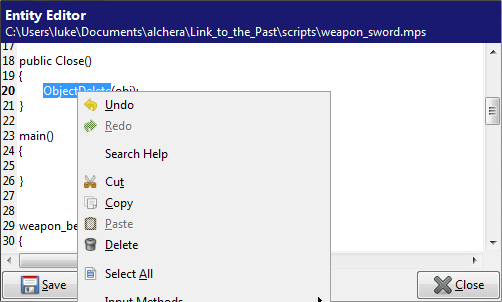 Entity Editor
C:\Users\luke\Documents\alchera\Link_to_the_Past\scripts\weapon_sword.mps
17
18 public Close()
19 {
20 ObjectDelete(obj);
21 }
22
23 main()
24 {
25
26 }
27
28
29 weapon_be
30 {
Undo
Redo
Search Help
Cut
Copy
Paste
Delete
Select All
Input Methods
Save
Close